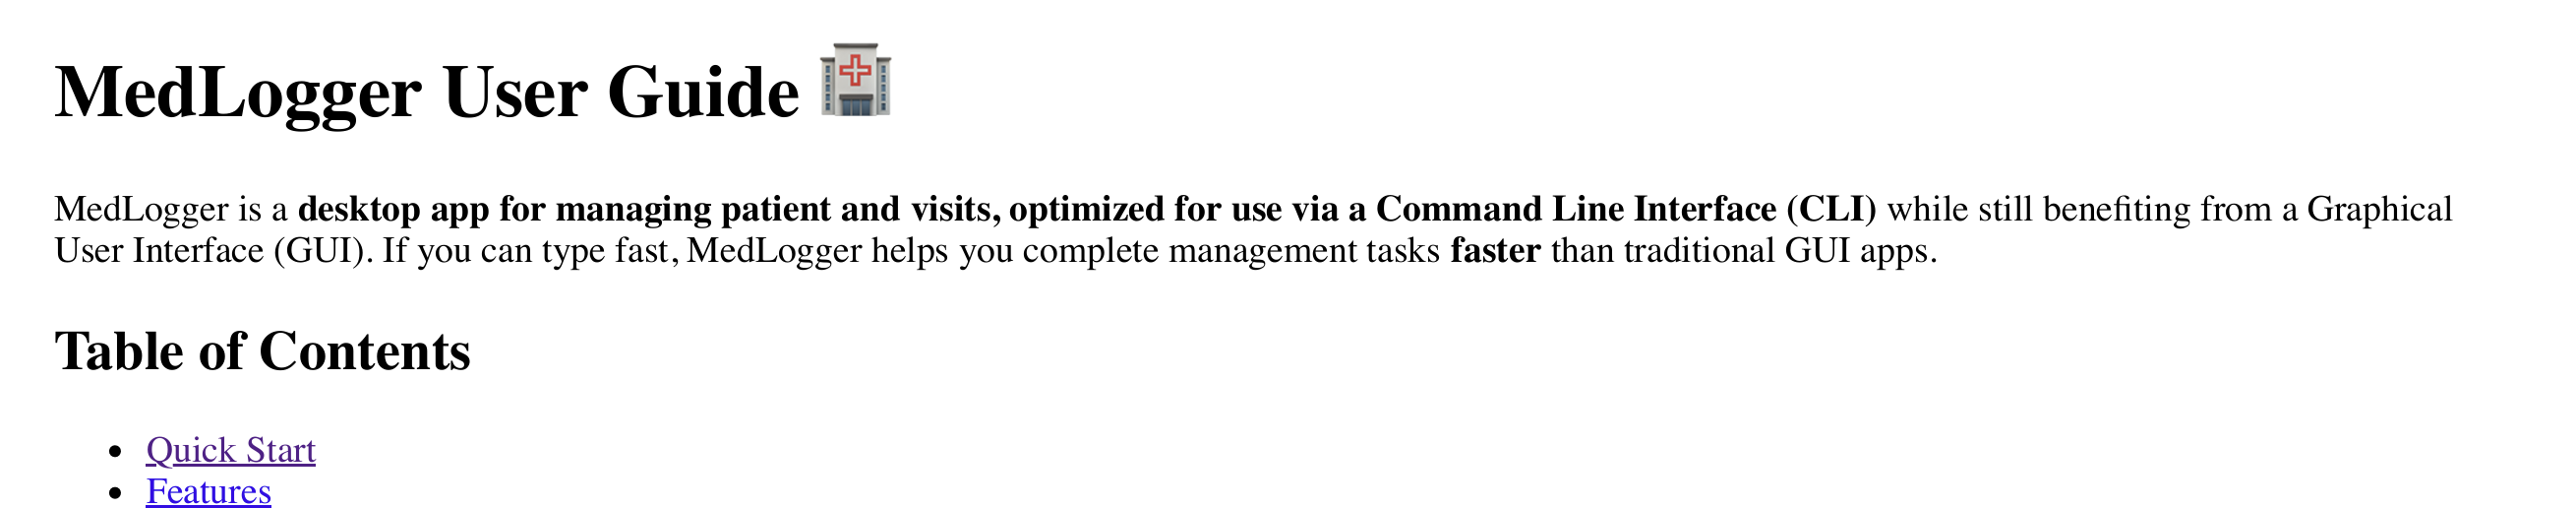 MedLogger User Guide
MedLogger is a desktop app for managing patient and visits, optimized for use via a Command Line Interface (CLI) while still benefiting from a Graphical
User Interface (GUI). If you can type fast, MedLogger helps you complete management tasks faster than traditional GUI apps.
Table of Contents
Quick Start
Features